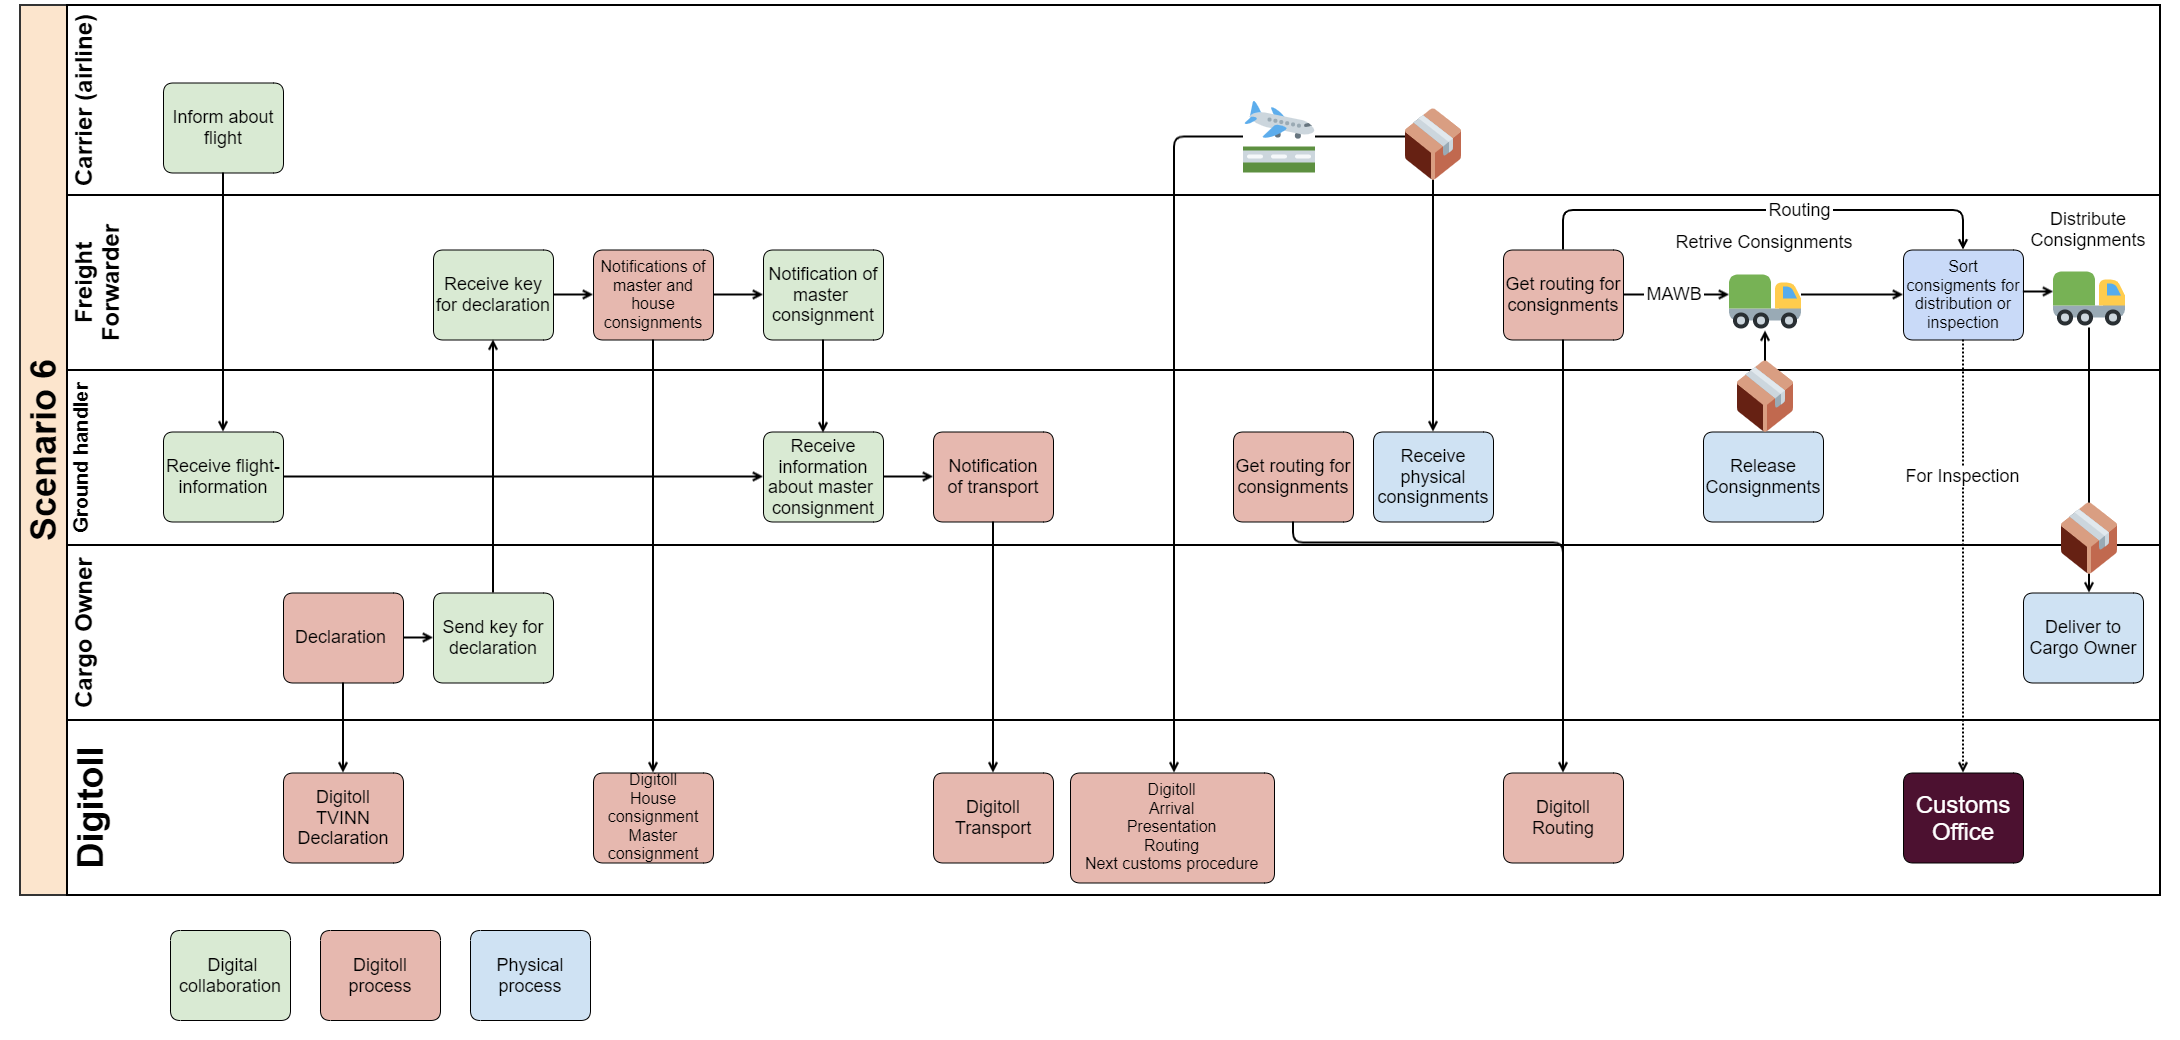 Scenario 6
Carrier (airline)
Inform about
flight
Freight
Forwarder
Receive key
for declaration
Notifications of
master and
house
consignments
Notification of
master
consignment
Get routing for
consignments
Routing
MAWB
Retrive Consignments
Sort
consigments for
distribution or
inspection
Distribute
Consignments
Ground handler
Receive flight-
information
Receive
information
about master
consignment
Notification
of transport
Get routing for
consignments
Receive
physical
consignments
Release
Consignments
For Inspection
Cargo Owner
Declaration
Send key for
declaration
Deliver to
Cargo Owner
Digitoll
Digitoll
TVINN
Declaration
Digitoll
House
consignment
Master
consignment
Digitoll
Transport
Digitoll
Arrival
Presentation
Routing
Next customs procedure
Digitoll
Routing
Customs
Office
Digital
collaboration
Digitoll
process
Physical
process